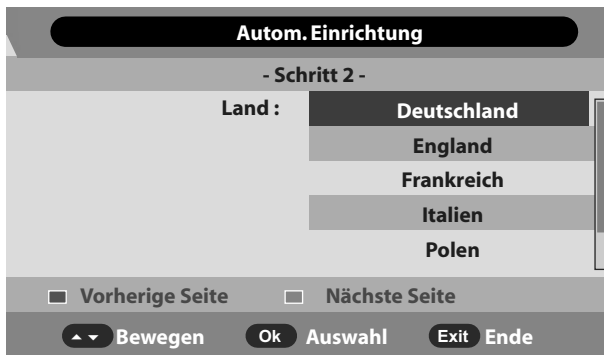 Autom. Einrichtung
- Schritt 2 -
Land : Deutschland
England
Frankreich
Italien
Polen
Vorherige Seite Nächste Seite
Bewegen Ok Auswahl Exit Ende